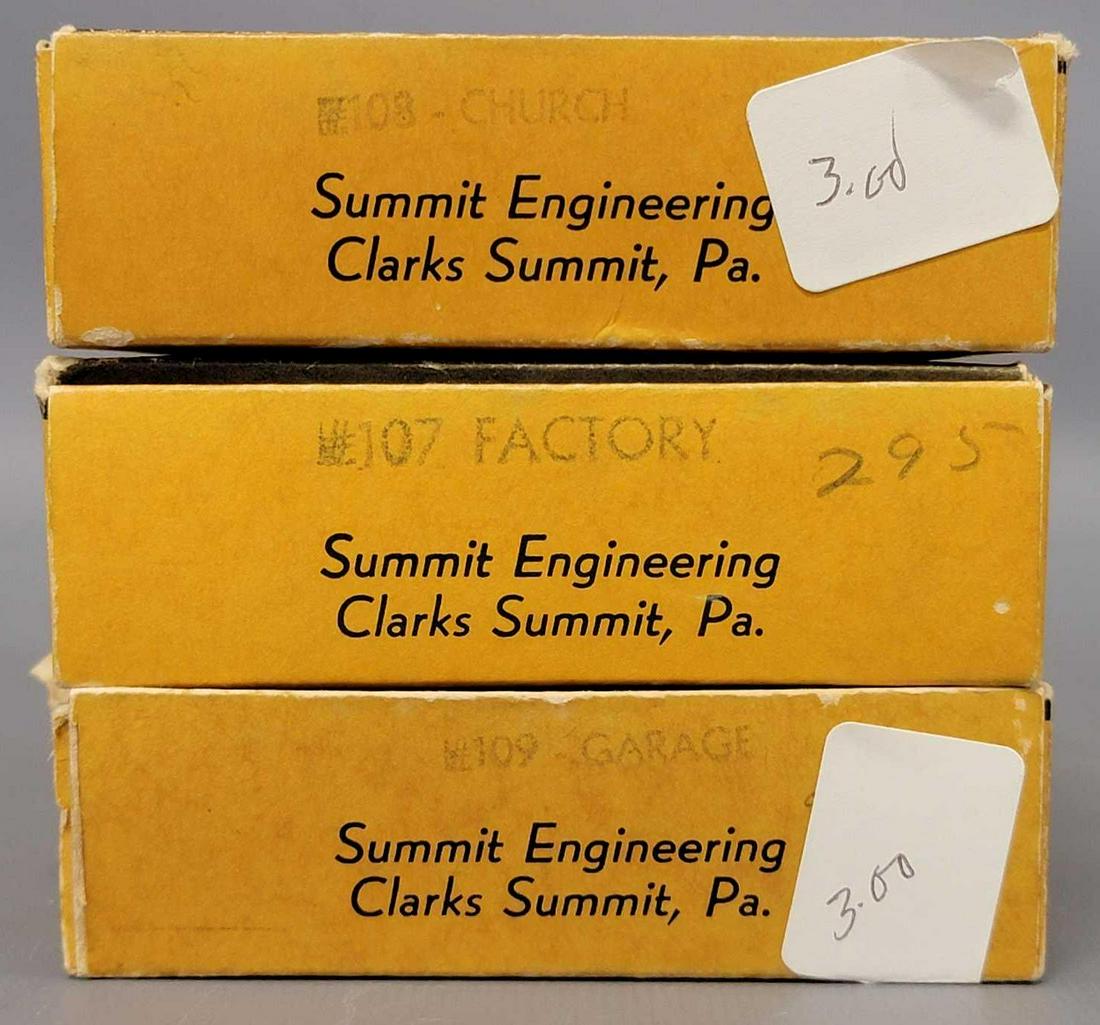 #108 - CHURCH
Summit Engineering
Clarks Summit, Pa.
3.00
#107 FACTORY
295
Summit Engineering
Clarks Summit, Pa.
#109 - GARAGE
Summit Engineering
Clarks Summit, Pa.
3.00